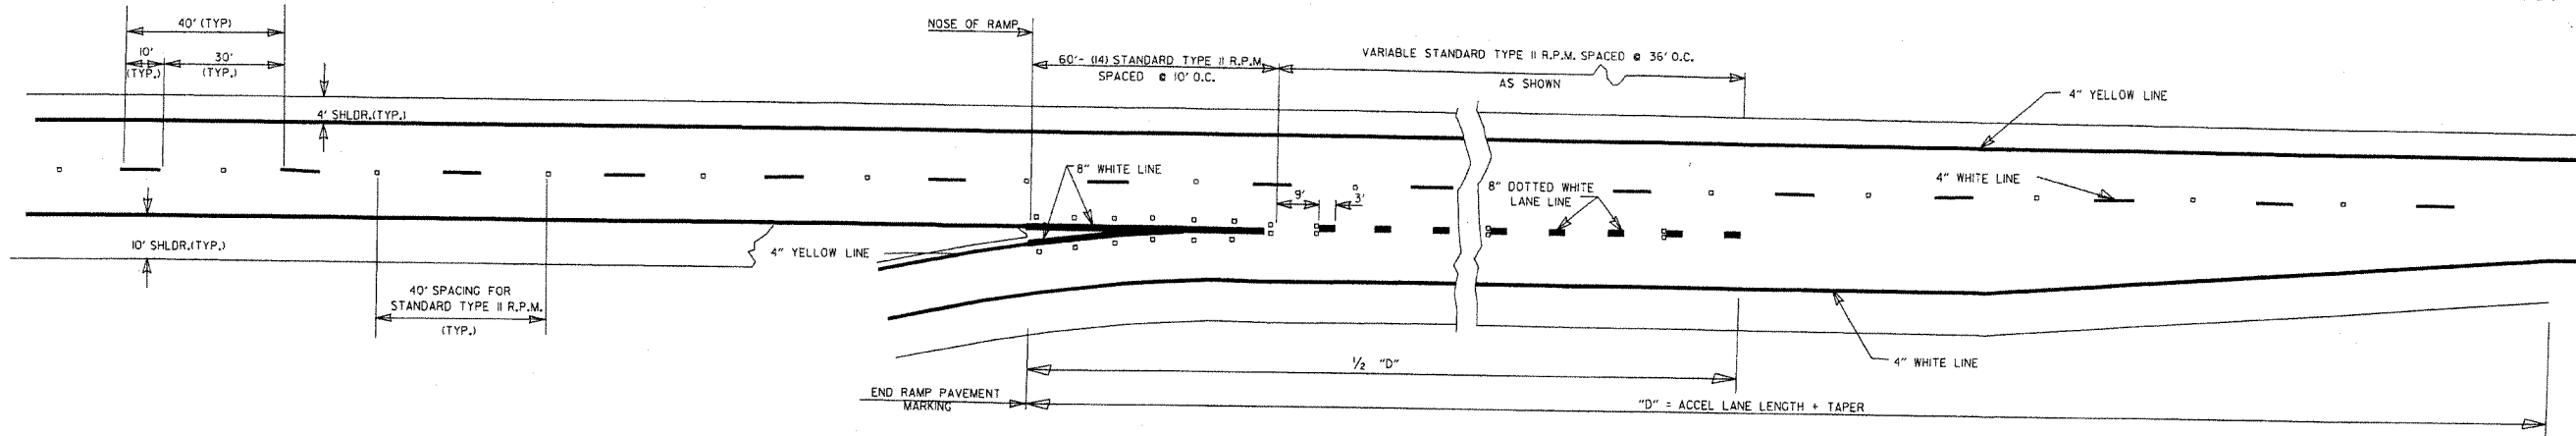 40' (TYP)
10'
(TYP.)
30'
(TYP.)
4' SHLDR.(TYP.)
10' SHLDR.(TYP.)
40' SPACING FOR
STANDARD TYPE II R.P.M.
(TYP.)
NOSE OF RAMP
60'- (14) STANDARD TYPE II R.P.M.
SPACED @ 10' O.C.
VARIABLE STANDARD TYPE II R.P.M. SPACED @ 36' O.C.
AS SHOWN
4" YELLOW LINE
8" WHITE LINE
9'
3'
8" DOTTED WHITE
LANE LINE
4" WHITE LINE
4" YELLOW LINE
4" WHITE LINE
1/2 "D"
END RAMP PAVEMENT
MARKING
"D" = ACCEL LANE LENGTH + TAPER